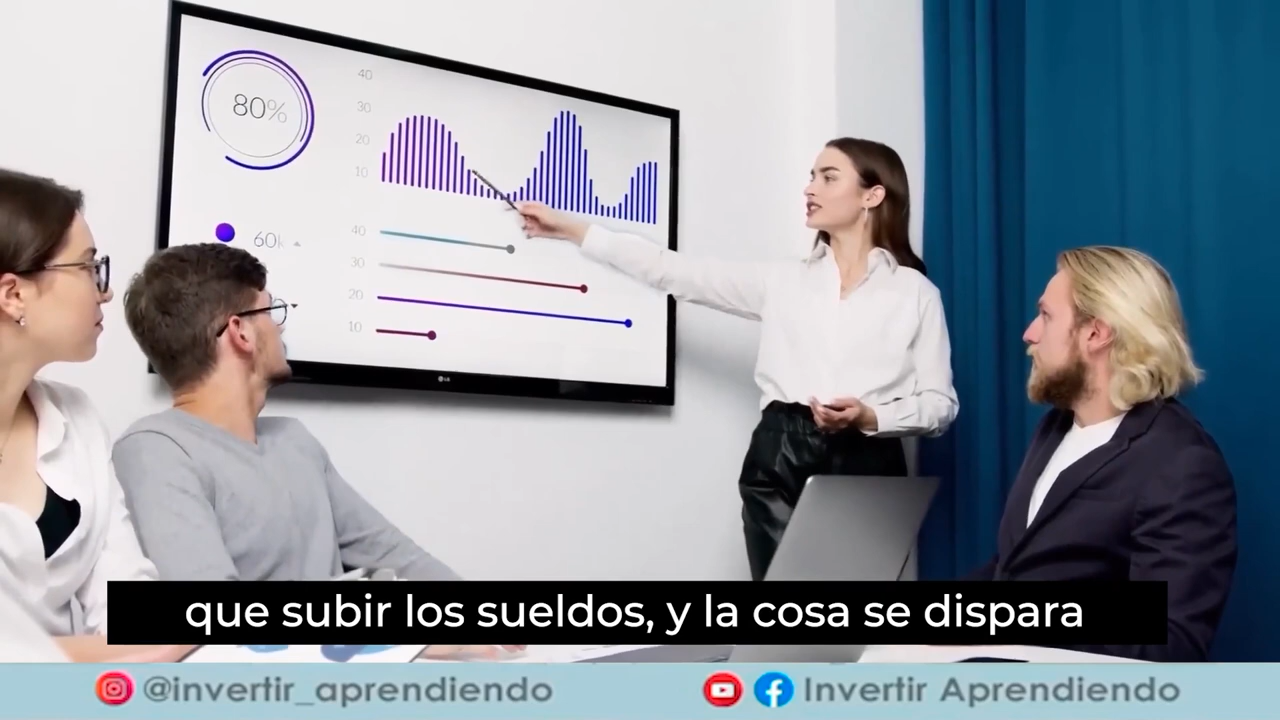 80%
40
30
20
10
60k
40
30
20
10
LG
que subir los sueldos, y la cosa se dispara
@invertir_aprendiendo
Invertir Aprendiendo